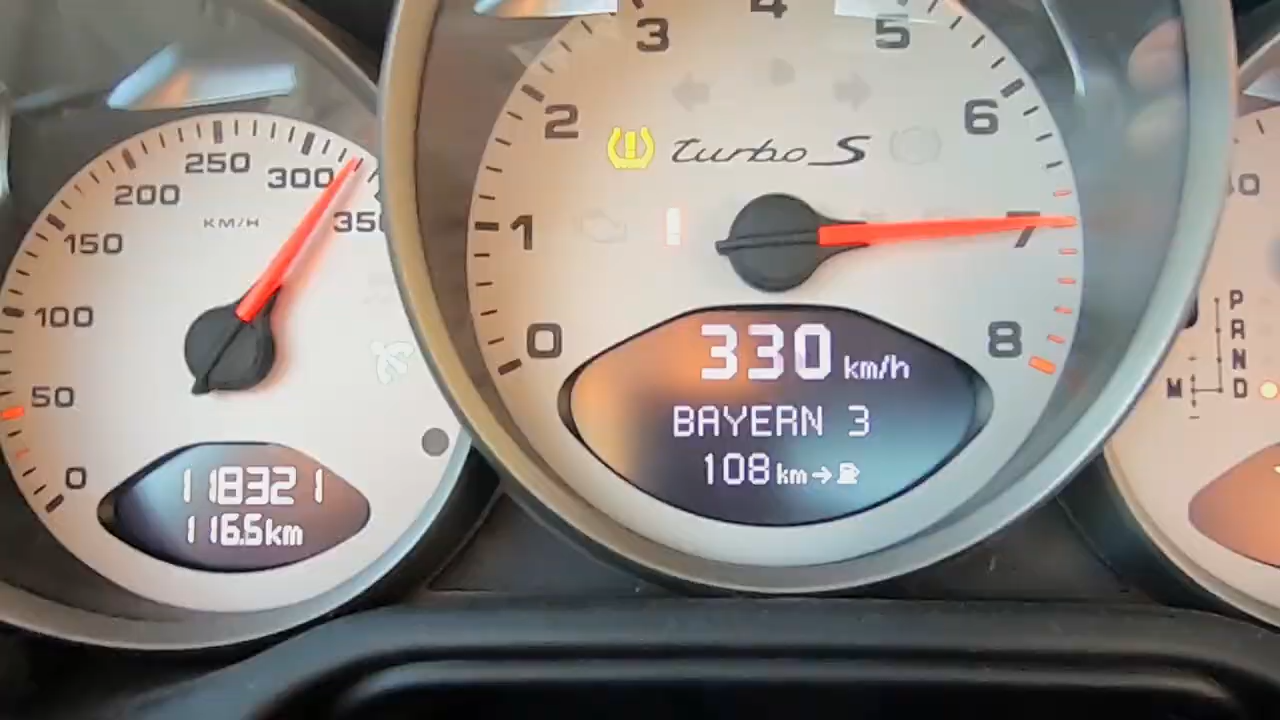 50
100
150
200
250
300
350
0
KM/H
118321
116.6km
0
1
2
3
4
5
6
7
8
turbo S
330 km/h
BAYERN 3
108 km→
P
R
N
M D